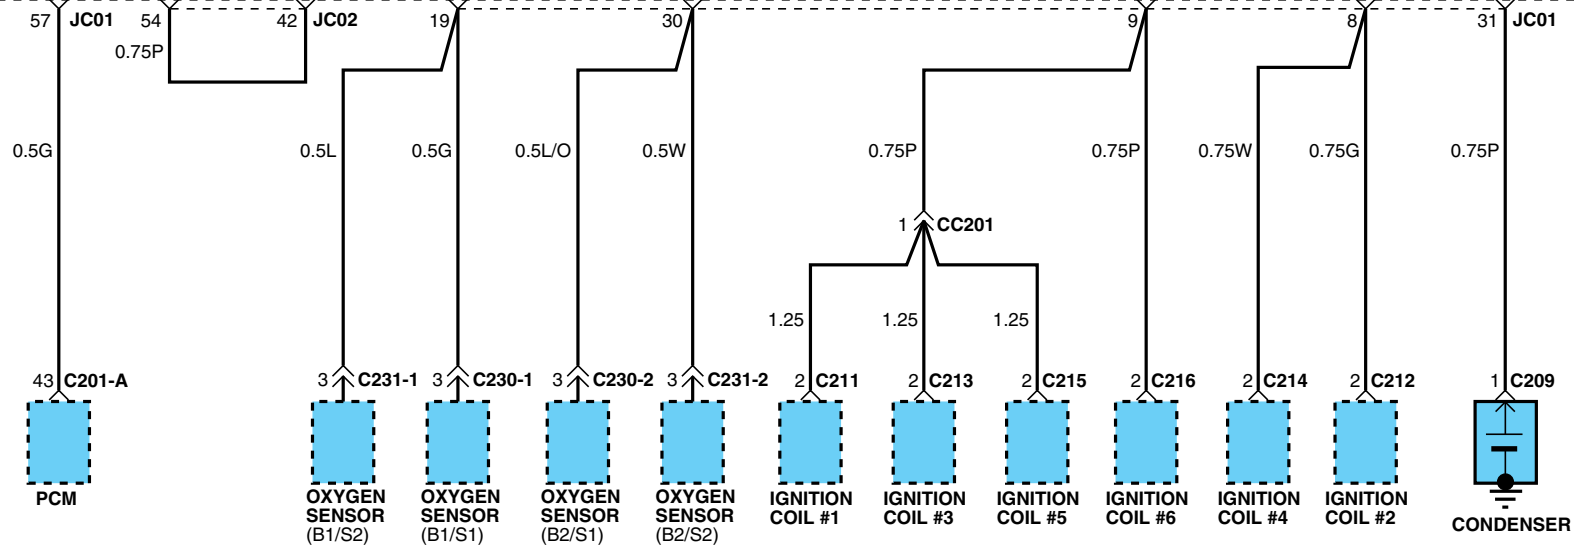 57 JC01 54 42 JC02 19 30 9 8 31 JC01
0.75P
0.5G 0.5L 0.5G 0.5L/O 0.5W 0.75P 0.75P 0.75W 0.75G 0.75P
1 CC201
1.25 1.25 1.25
43 C201-A 3 C231-1 3 C230-1 3 C230-2 3 C231-2 2 C211 2 C213 2 C215 2 C216 2 C214 2 C212 1 C209
PCM OXYGEN OXYGEN OXYGEN OXYGEN IGNITION IGNITION IGNITION IGNITION IGNITION IGNITION
SENSOR SENSOR SENSOR SENSOR COIL #1 COIL #3 COIL #5 COIL #6 COIL #4 COIL #2 CONDENSER
(B1/S2) (B1/S1) (B2/S1) (B2/S2)